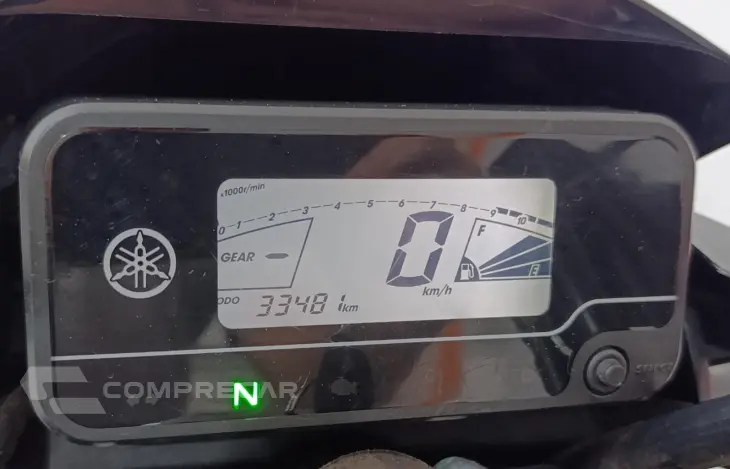 x1000r/min
0 1 2 3 4 5 6 7 8 9 10
GEAR -
0
km/h
F
E
ODO 33481 km
N
COMPRECAR